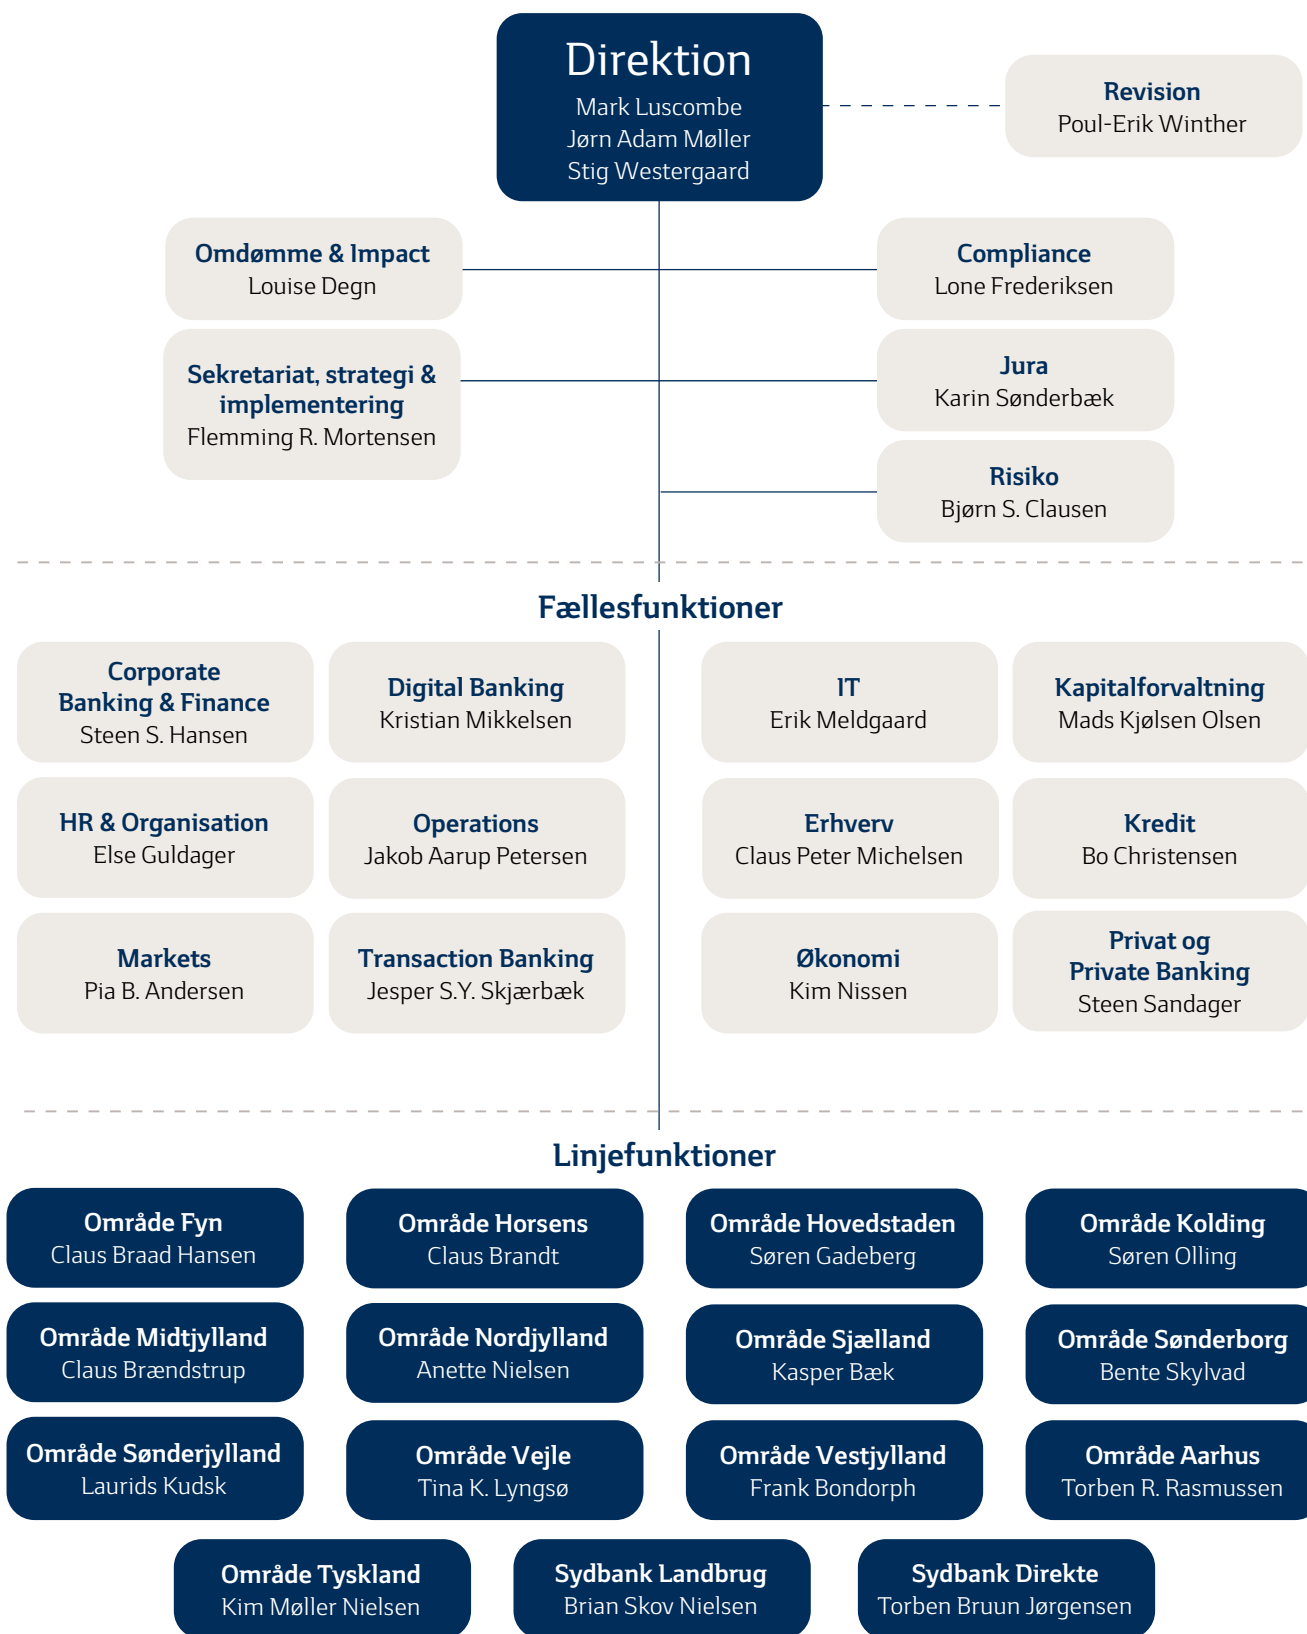 Direktion
Mark Luscombe
Jørn Adam Møller
Stig Westergaard
Revision
Poul-Erik Winther
Omdømme & Impact
Louise Degn
Compliance
Lone Frederiksen
Sekretariat, strategi &
implementering
Flemming R. Mortensen
Jura
Karin Sønderbæk
Risiko
Bjørn S. Clausen
Fællesfunktioner
Corporate
Banking & Finance
Steen S. Hansen
Digital Banking
Kristian Mikkelsen
IT
Erik Meldgaard
Kapitalforvaltning
Mads Kjølsen Olsen
HR & Organisation
Else Guldager
Operations
Jakob Aarup Petersen
Erhverv
Claus Peter Michelsen
Kredit
Bo Christensen
Markets
Pia B. Andersen
Transaction Banking
Jesper S.Y. Skjærbæk
Økonomi
Kim Nissen
Privat og
Private Banking
Steen Sandager
Linjefunktioner
Område Fyn
Claus Braad Hansen
Område Horsens
Claus Brandt
Område Hovedstaden
Søren Gadeberg
Område Kolding
Søren Olling
Område Midtjylland
Claus Brændstrup
Område Nordjylland
Anette Nielsen
Område Sjælland
Kasper Bæk
Område Sønderborg
Bente Skylvad
Område Sønderjylland
Laurids Kudsk
Område Vejle
Tina K. Lyngsø
Område Vestjylland
Frank Bondorph
Område Aarhus
Torben R. Rasmussen
Område Tyskland
Kim Møller Nielsen
Sydbank Landbrug
Brian Skov Nielsen
Sydbank Direkte
Torben Bruun Jørgensen